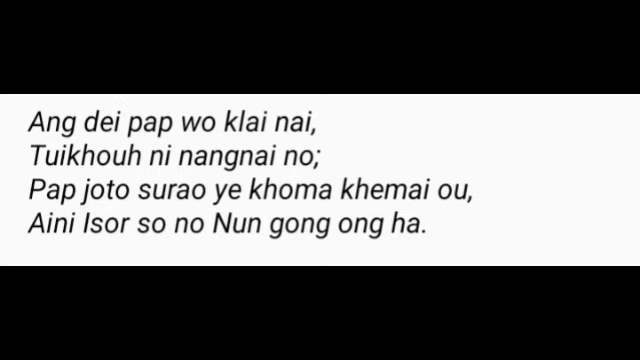 Ang dei pap wo klai nai,
Tuikhouh ni nangnai no;
Pap joto surao ye khoma khemai ou,
Aini Isor so no Nun gong ong ha.